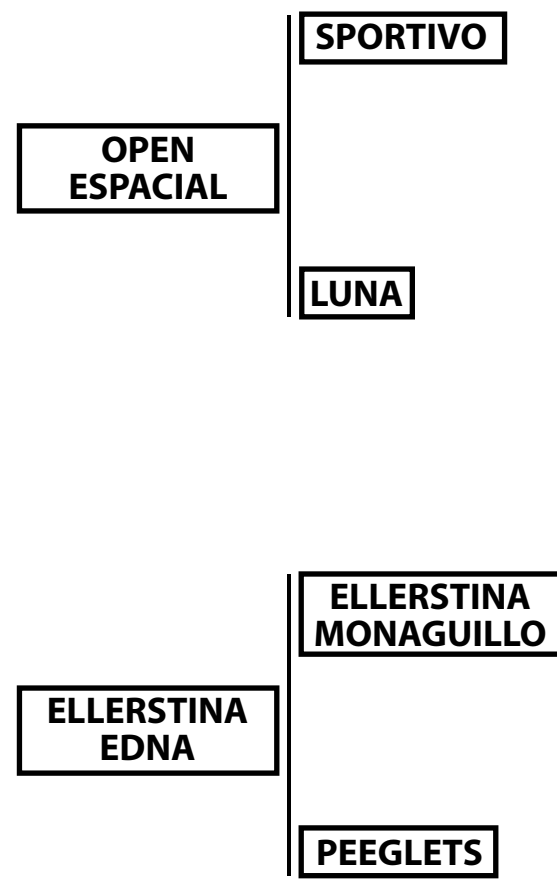 SPORTIVO
OPEN
ESPACIAL
LUNA
ELLERSTINA
MONAGUILLO
ELLERSTINA
EDNA
PEEGLETS